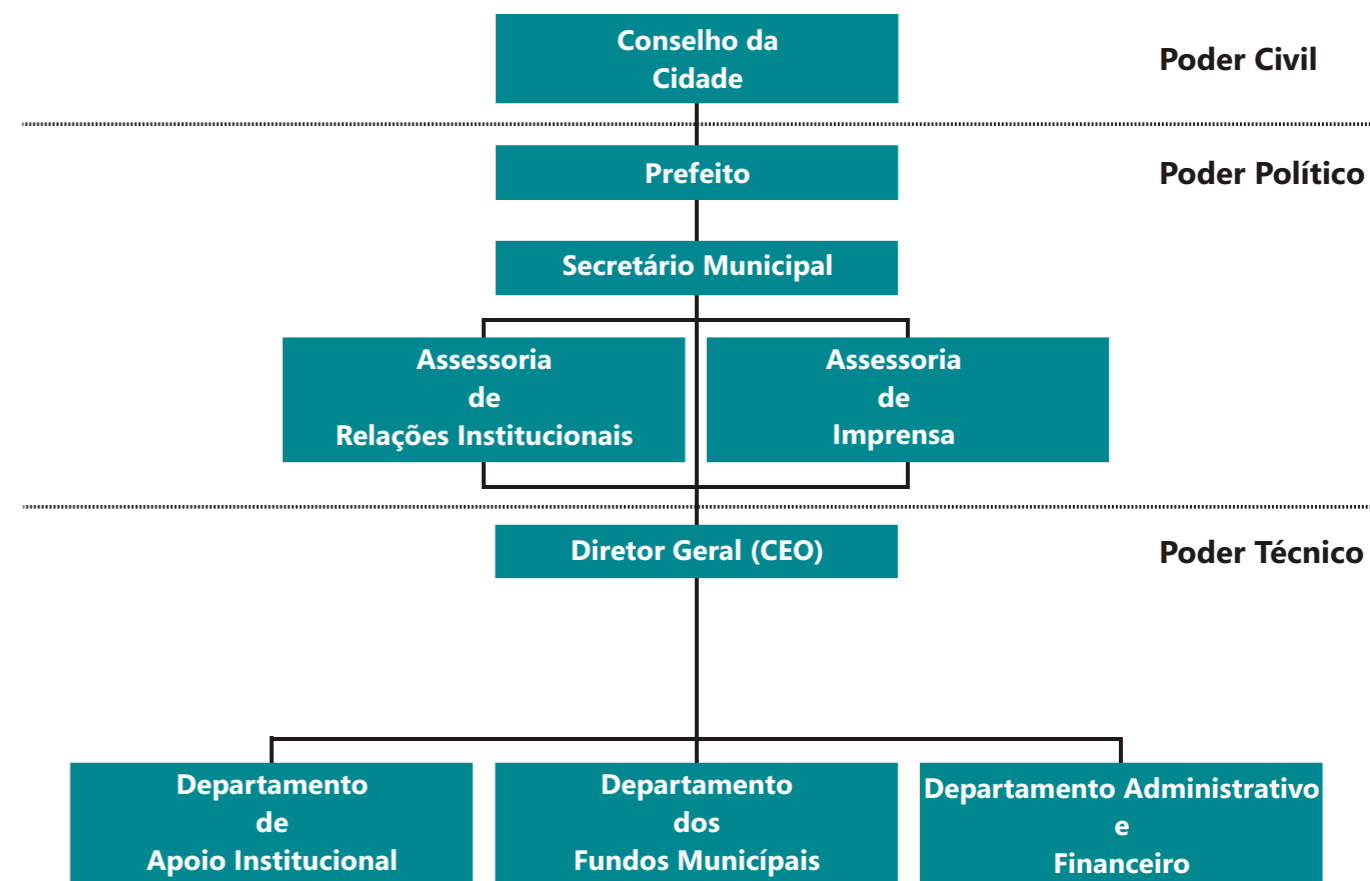 Conselho da
Cidade
Poder Civil
Prefeito
Poder Político
Secretário Municipal
Assessoria
de
Relações Institucionais
Assessoria
de
Imprensa
Diretor Geral (CEO)
Poder Técnico
Departamento
de
Apoio Institucional
Departamento
dos
Fundos Municípais
Departamento Administrativo
e
Financeiro